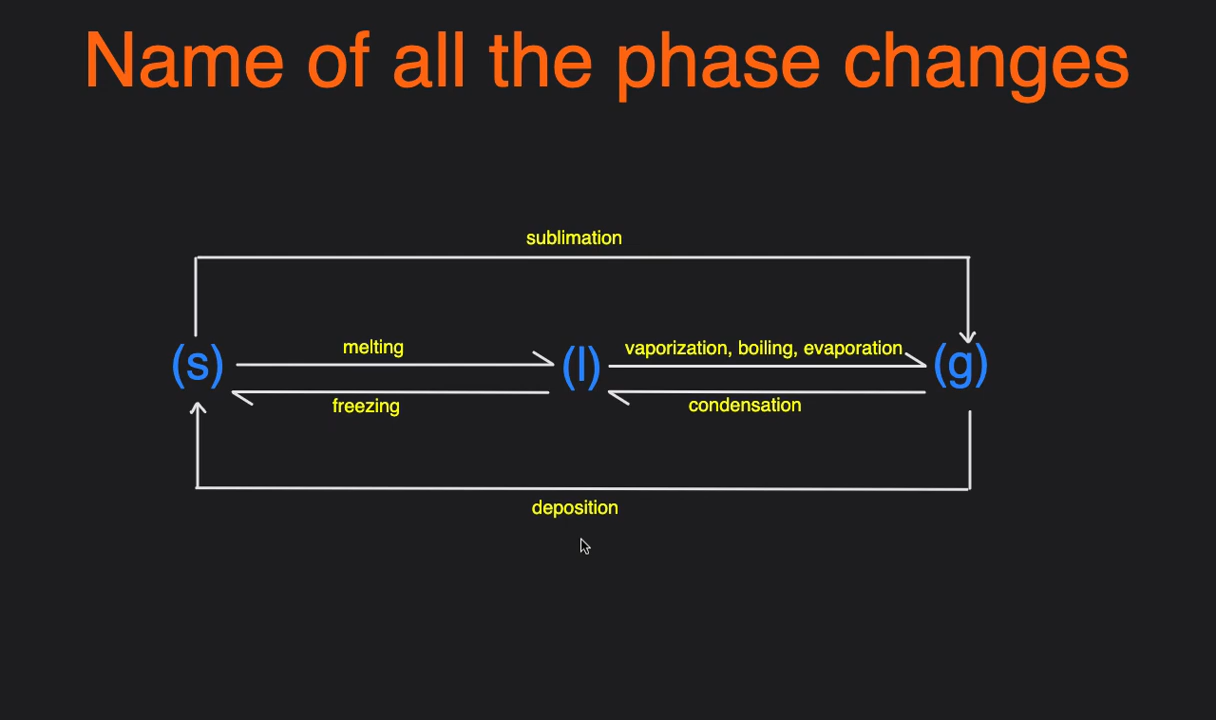 Name of all the phase changes
sublimation
melting
vaporization, boiling, evaporation
(s)
(l)
(g)
freezing
condensation
deposition